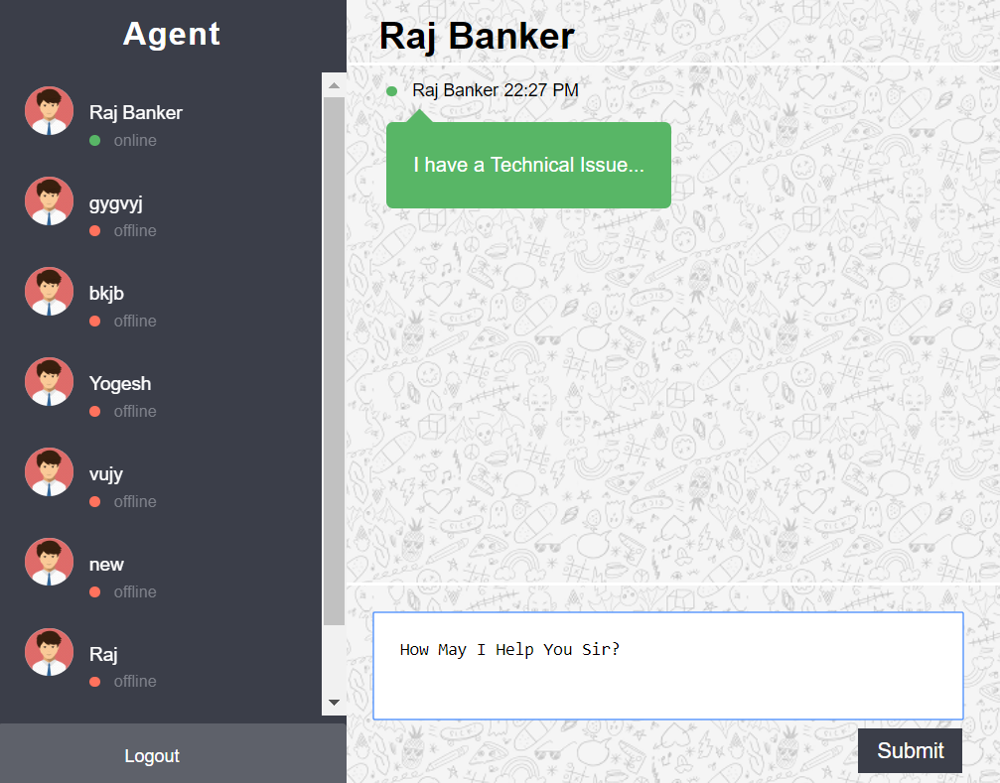 Agent
Raj Banker
online
gygvyj
offline
bkjb
offline
Yogesh
offline
vujy
offline
new
offline
Raj
offline
Logout
Raj Banker
Raj Banker 22:27 PM
I have a Technical Issue...
How May I Help You Sir?
Submit